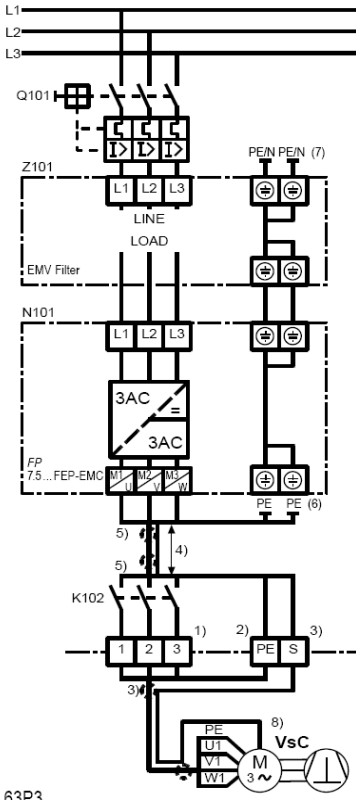 L1
L2
L3
Q101
I> I> I>
PE/N PE/N (7)
Z101
L1 L2 L3
LINE
LOAD
EMV Filter
N101
L1 L2 L3
3AC
=
3AC
FP
7.5...FEP-EMC
M1 U M2 V M3 W
PE PE (6)
5)
4)
5)
K102
1) 2) 3)
1 2 3 PE S
3)
8)
PE
U1
V1
W1
VsC
M
3~
63P3